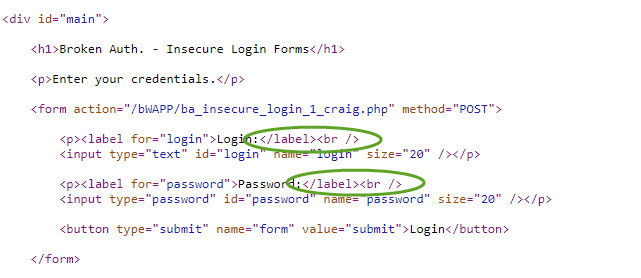 <div id="main">
<h1>Broken Auth. - Insecure Login Forms</h1>
<p>Enter your credentials.</p>
<form action="/bWAPP/ba_insecure_login_1_craig.php" method="POST">
<p><label for="login">Login:</label><br />
<input type="text" id="login" name="login" size="20" /></p>
<p><label for="password">Password:</label><br />
<input type="password" id="password" name="password" size="20" /></p>
<button type="submit" name="form" value="submit">Login</button>
</form>